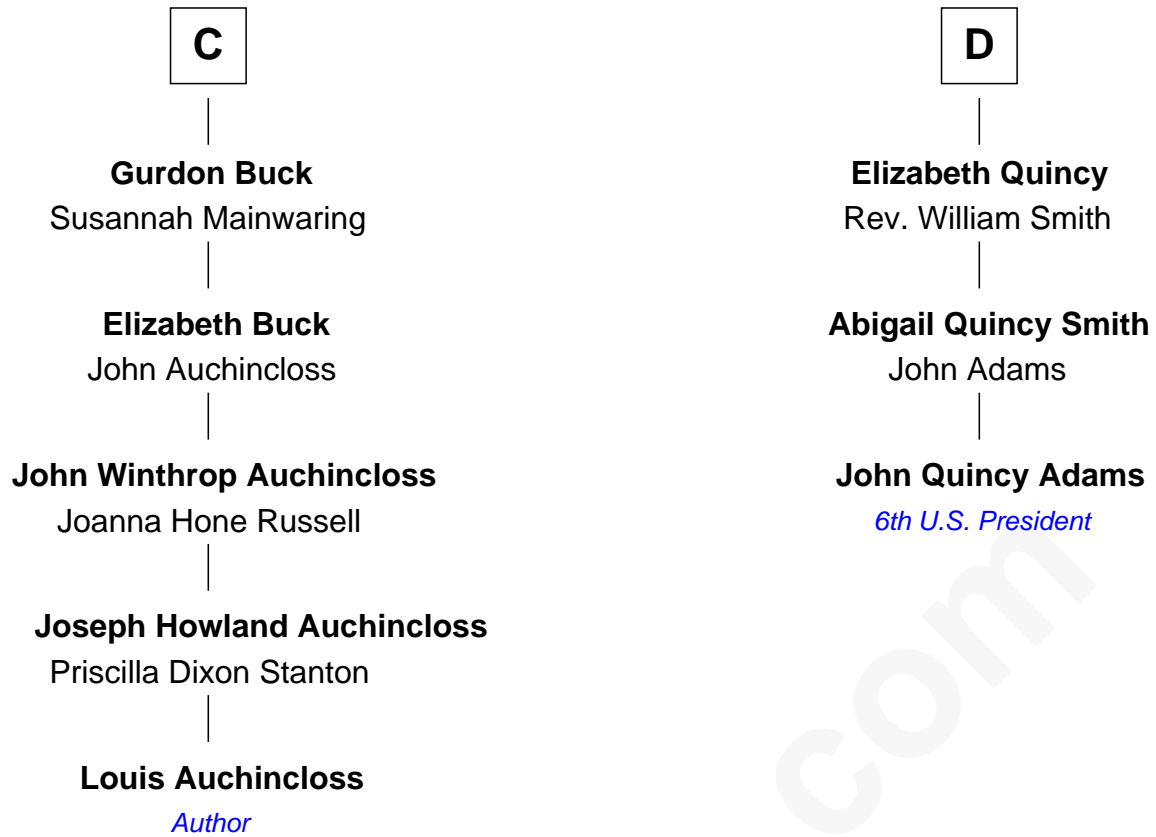 C
Gurdon Buck
Susannah Mainwaring
Elizabeth Buck
John Auchincloss
John Winthrop Auchincloss
Joanna Hone Russell
Joseph Howland Auchincloss
Priscilla Dixon Stanton
Louis Auchincloss
Author
D
Elizabeth Quincy
Rev. William Smith
Abigail Quincy Smith
John Adams
John Quincy Adams
6th U.S. President
com